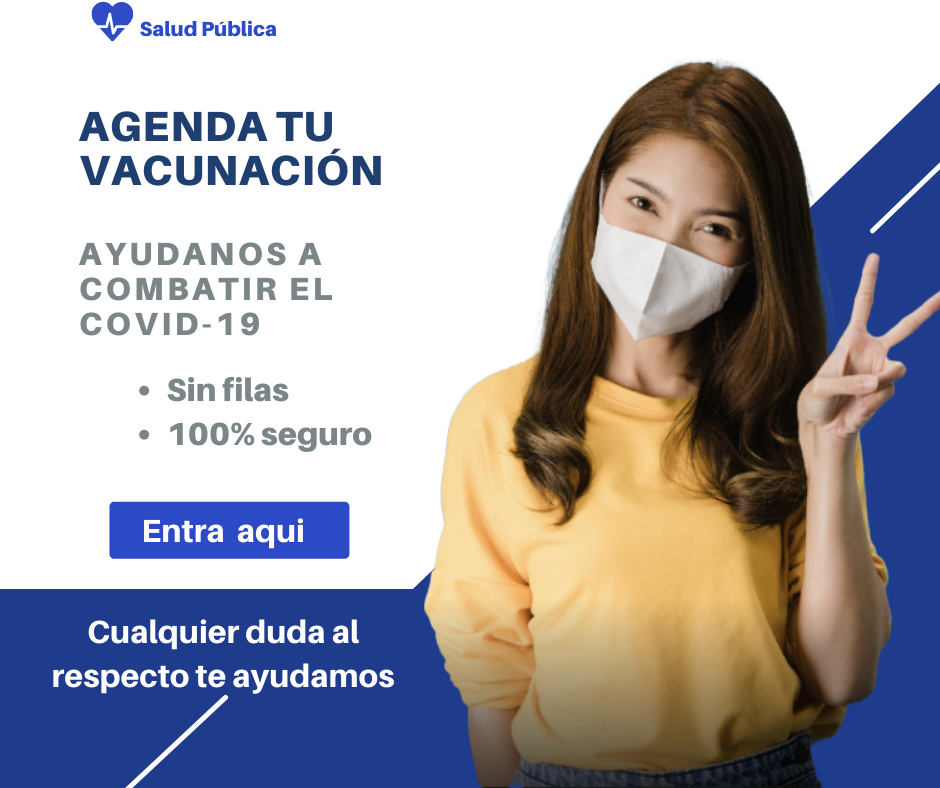 Salud Pública
AGENDA TU
VACUNACIÓN
AYUDANOS A
COMBATIR EL
COVID-19
• Sin filas
• 100% seguro
Entra aqui
Cualquier duda al
respecto te ayudamos